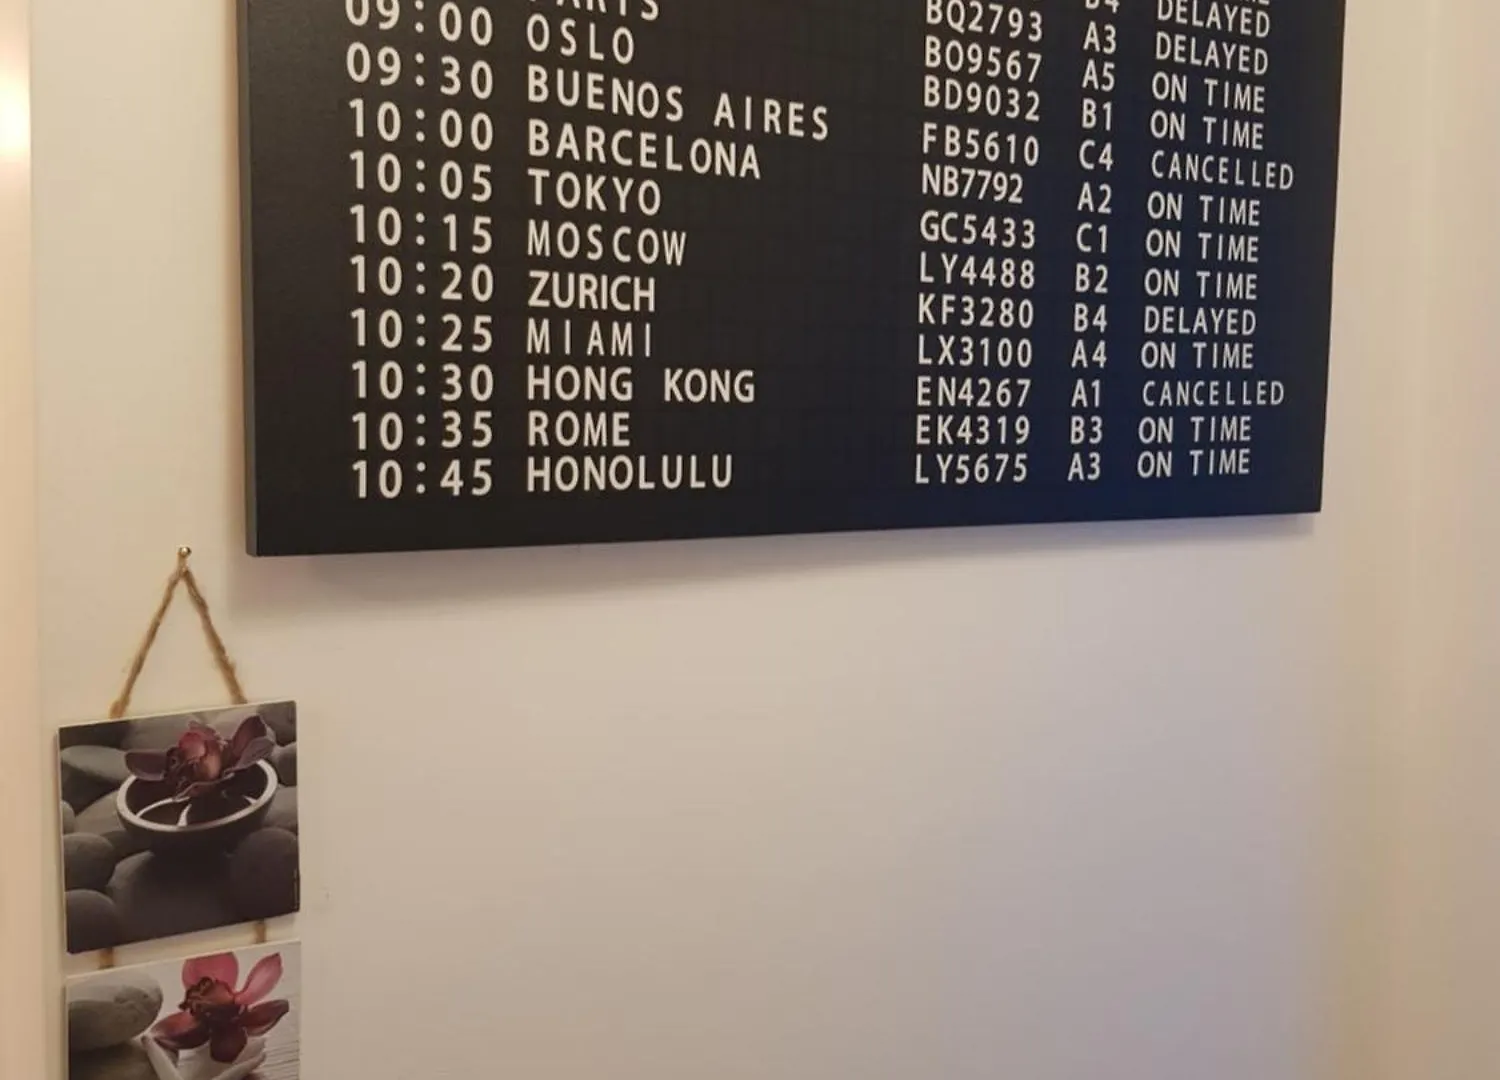 B4 DELAYED
BQ2793 A3 DELAYED
PARIS BO9567 A5 ON TIME
09:00 OSLO BD9032 B1 ON TIME
09:30 BUENOS AIRES FB5610 C4 CANCELLED
10:00 BARCELONA NB7792 A2 ON TIME
10:05 TOKYO GC5433 C1 ON TIME
10:15 MOSCOW LY4488 B2 ON TIME
10:20 ZURICH KF3280 B4 DELAYED
10:25 MIAMI LX3100 A4 ON TIME
10:30 HONG KONG EN4267 A1 CANCELLED
10:35 ROME EK4319 B3 ON TIME
10:45 HONOLULU LY5675 A3 ON TIME